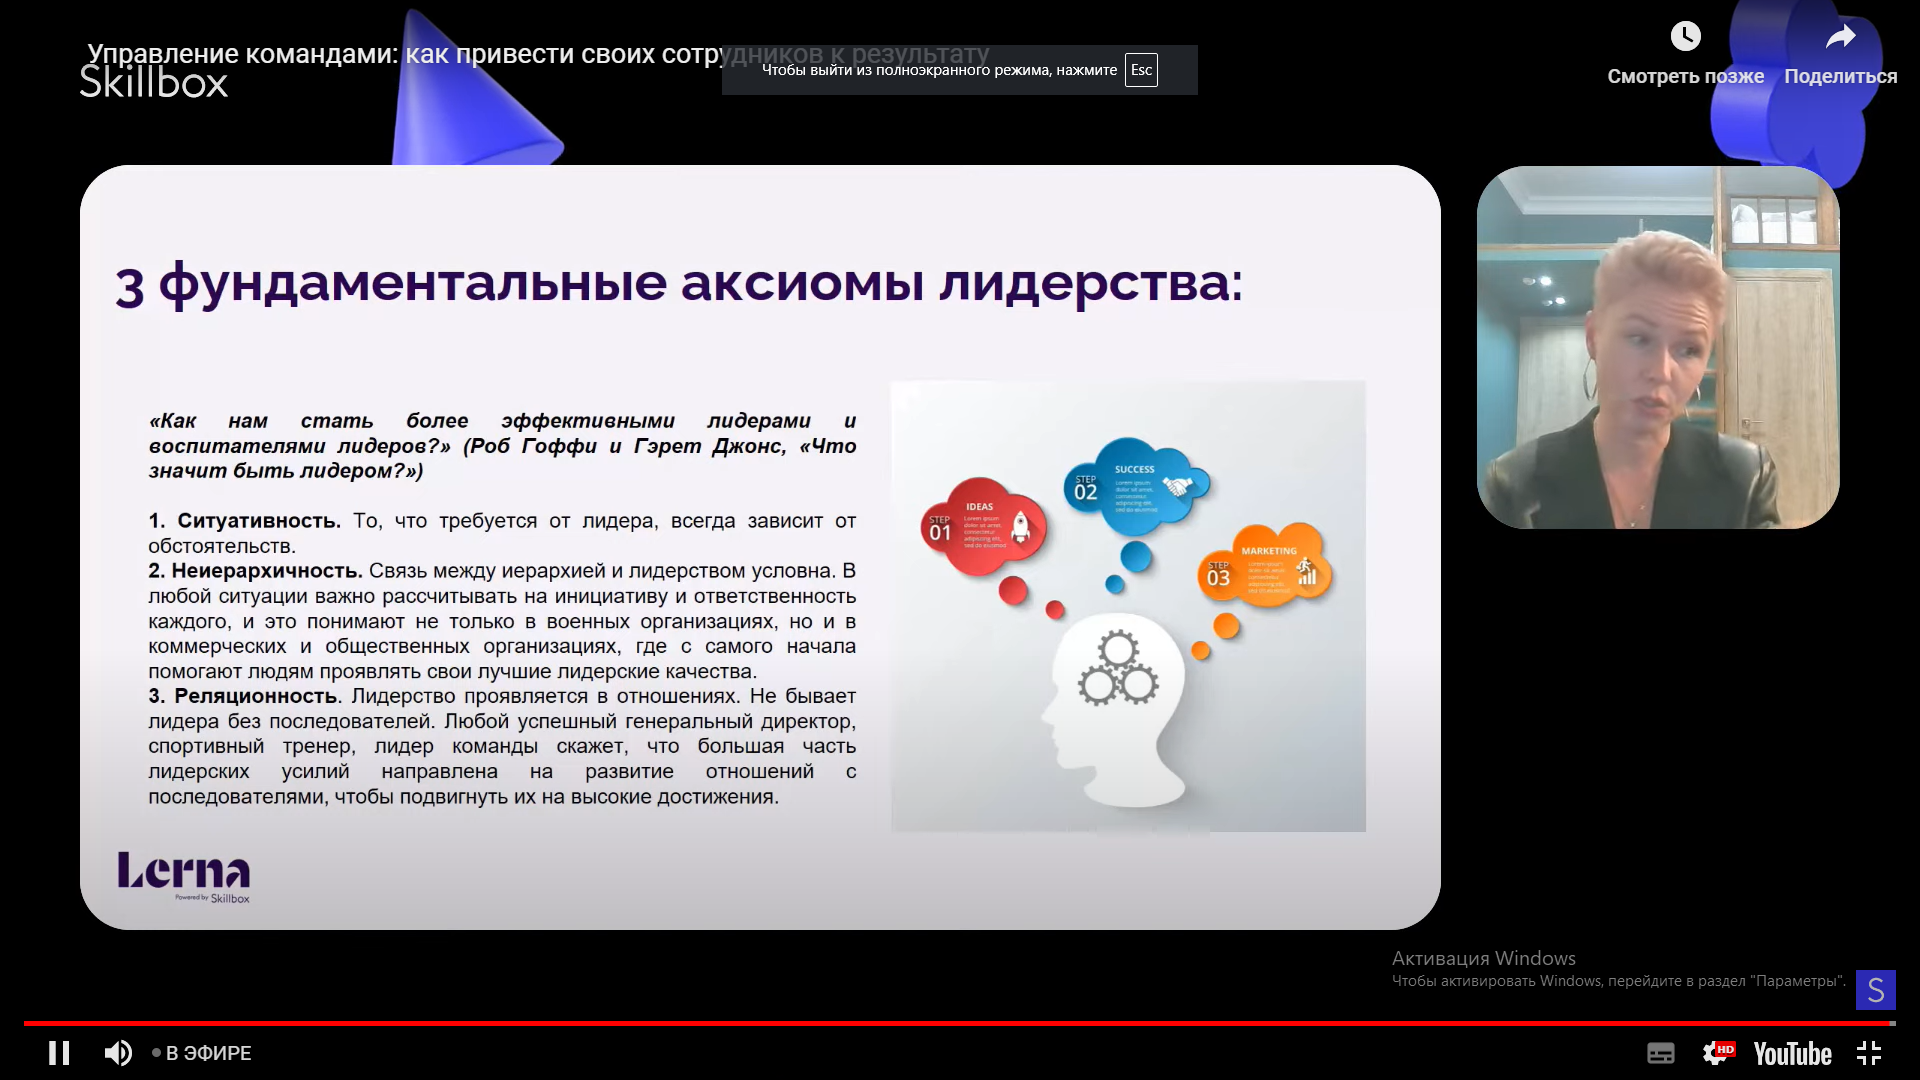 Управление командами: как привести своих сотрудников к результату
Skillbox
Чтобы выйти из полноэкранного режима, нажмите Esc
Смотреть позже
Поделиться
3 фундаментальные аксиомы лидерства:
«Как нам стать более эффективными лидерами и
воспитателями лидеров?» (Роб Гоффи и Гэрет Джонс, «Что
значит быть лидером?»)
1. Ситуативность. То, что требуется от лидера, всегда зависит от
обстоятельств.
2. Неиерархичность. Связь между иерархией и лидерством условна. В
любой ситуации важно рассчитывать на инициативу и ответственность
каждого, и это понимают не только в военных организациях, но и в
коммерческих и общественных организациях, где с самого начала
помогают людям проявлять свои лучшие лидерские качества.
3. Реляционность. Лидерство проявляется в отношениях. Не бывает
лидера без последователей. Любой успешный генеральный директор,
спортивный тренер, лидер команды скажет, что большая часть
лидерских усилий направлена на развитие отношений с
последователями, чтобы подвигнуть их на высокие достижения.
STEP
01
IDEAS
STEP
02
SUCCESS
STEP
03
MARKETING
Lerna
Powered by Skillbox
Активация Windows
Чтобы активировать Windows, перейдите в раздел "Параметры".
S
В ЭФИРЕ
HD
YouTube